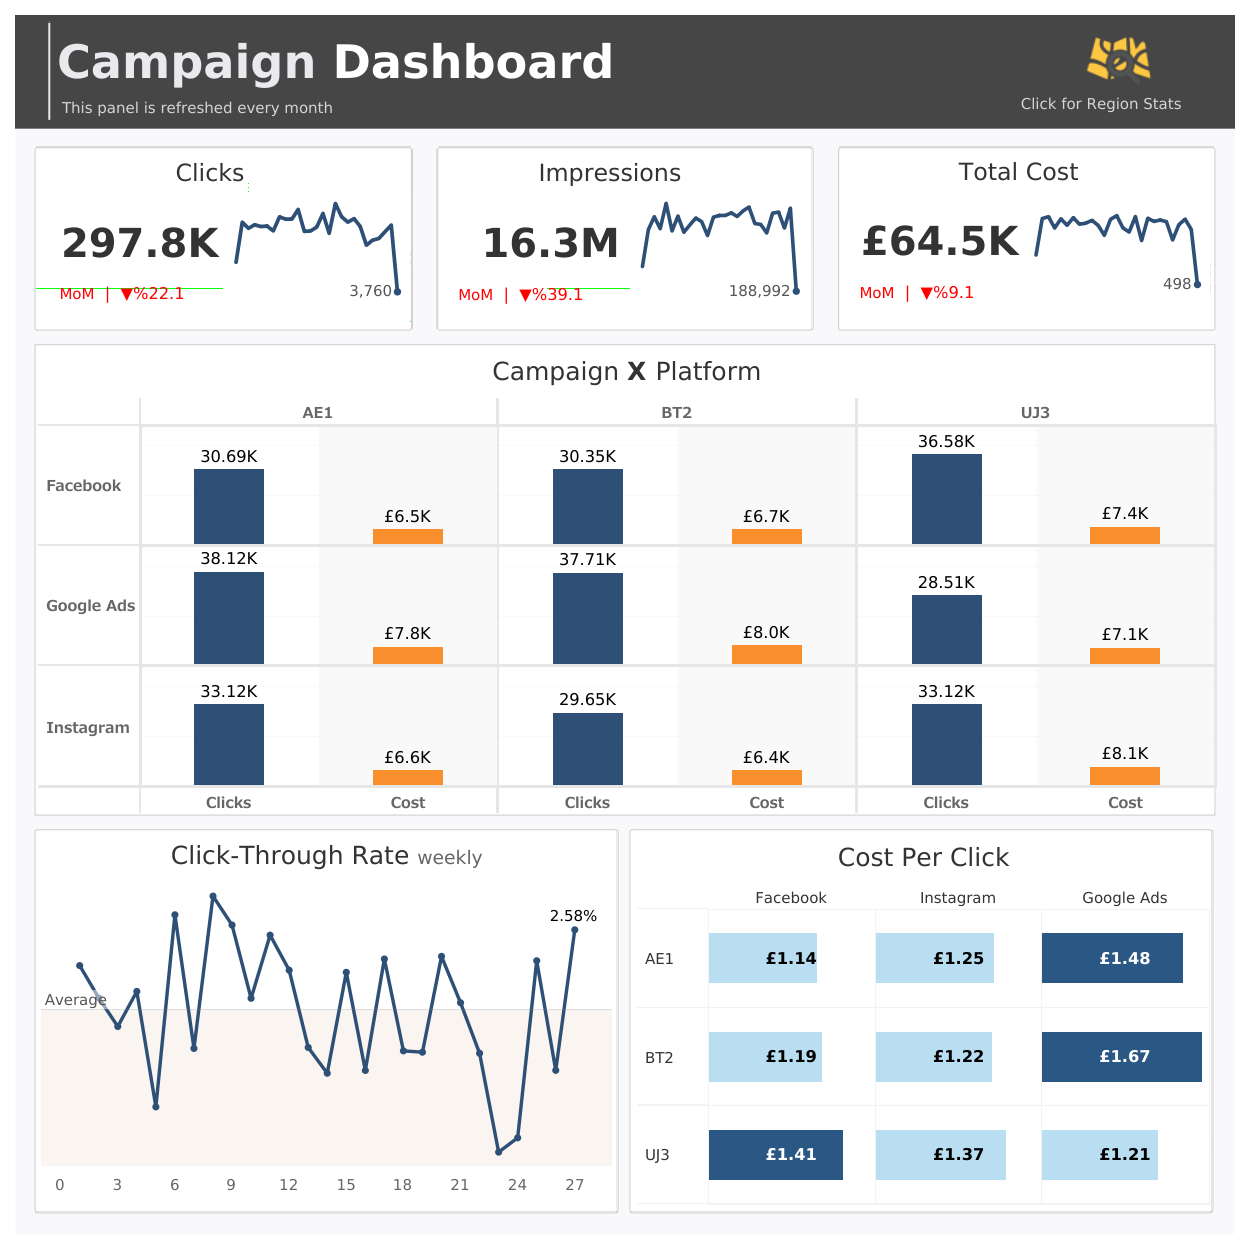 Campaign Dashboard
This panel is refreshed every month
Click for Region Stats
Clicks
297.8K
MoM | ▼%22.1
3,760
Impressions
16.3M
MoM | ▼%39.1
188,992
Total Cost
£64.5K
MoM | ▼%9.1
498
Campaign X Platform
AE1 BT2 UJ3
Facebook
30.69K £6.5K 30.35K £6.7K 36.58K £7.4K
Google Ads
38.12K £7.8K 37.71K £8.0K 28.51K £7.1K
Instagram
33.12K £6.6K 29.65K £6.4K 33.12K £8.1K
Clicks Cost Clicks Cost Clicks Cost
Click-Through Rate weekly
2.58%
Average
0 3 6 9 12 15 18 21 24 27
Cost Per Click
Facebook Instagram Google Ads
AE1 £1.14 £1.25 £1.48
BT2 £1.19 £1.22 £1.67
UJ3 £1.41 £1.37 £1.21